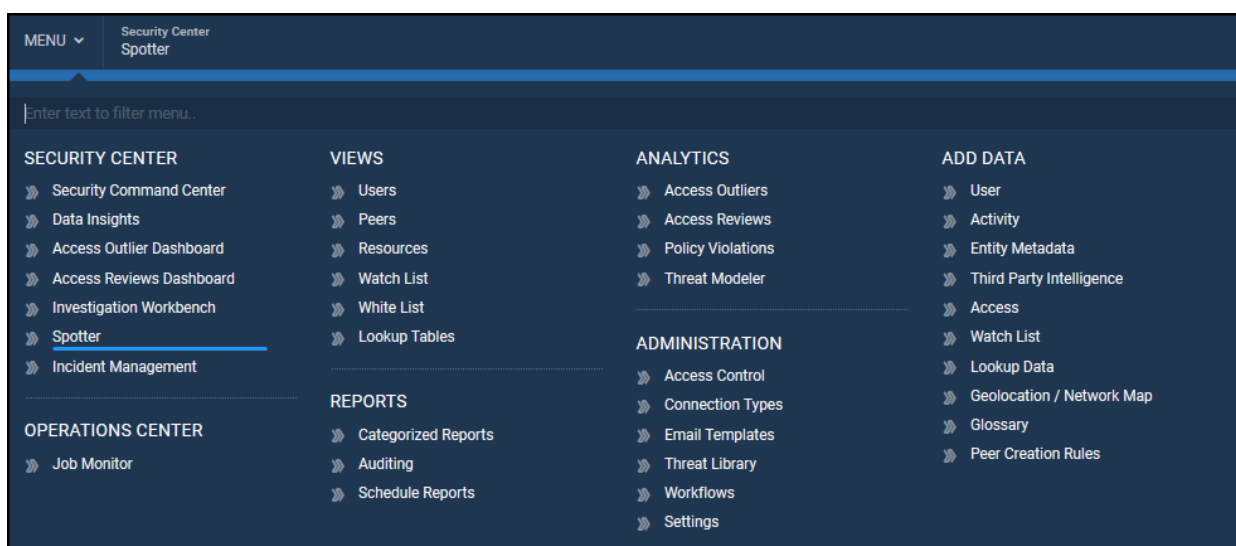 MENU
Security Center
Spotter
Enter text to filter menu..
SECURITY CENTER
Security Command Center
Data Insights
Access Outlier Dashboard
Access Reviews Dashboard
Investigation Workbench
Spotter
Incident Management
OPERATIONS CENTER
Job Monitor
VIEWS
Users
Peers
Resources
Watch List
White List
Lookup Tables
REPORTS
Categorized Reports
Auditing
Schedule Reports
ANALYTICS
Access Outliers
Access Reviews
Policy Violations
Threat Modeler
ADMINISTRATION
Access Control
Connection Types
Email Templates
Threat Library
Workflows
Settings
ADD DATA
User
Activity
Entity Metadata
Third Party Intelligence
Access
Watch List
Lookup Data
Geolocation / Network Map
Glossary
Peer Creation Rules